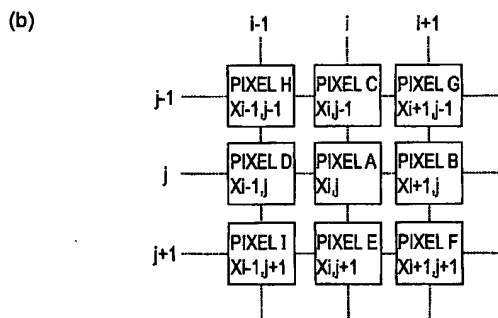 (b)
i-1 i i+1
j-1
PIXEL H PIXEL C PIXEL G
Xi-1,j-1 Xi,j-1 Xi+1,j-1
j
PIXEL D PIXEL A PIXEL B
Xi-1,j Xi,j Xi+1,j
j+1
PIXEL I PIXEL E PIXEL F
Xi-1,j+1 Xi,j+1 Xi+1,j+1